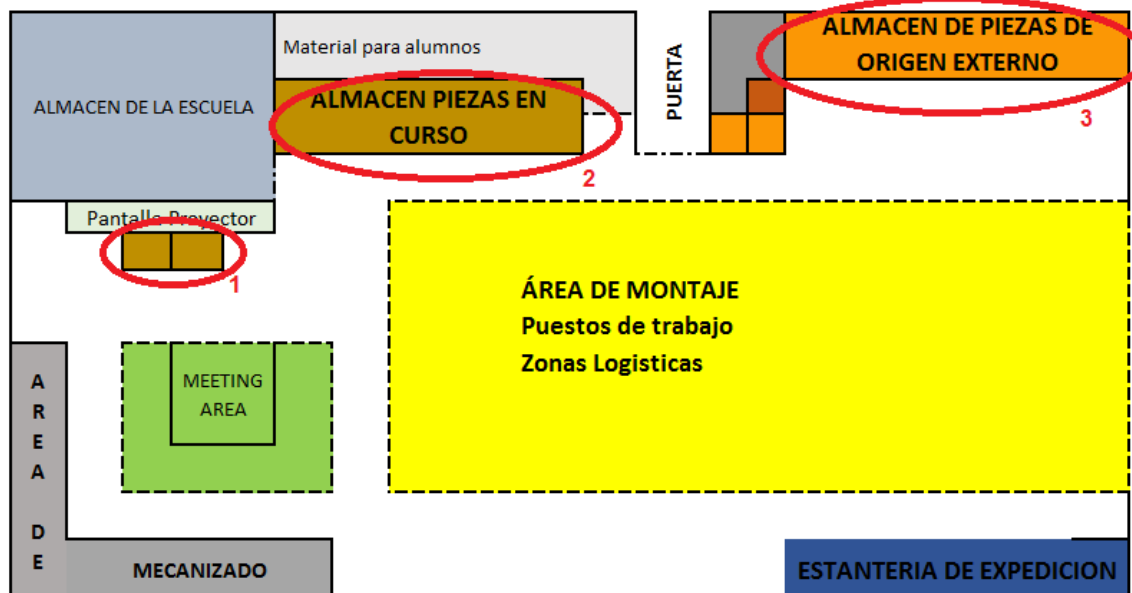 ALMACEN DE LA ESCUELA
Material para alumnos
ALMACEN PIEZAS EN
CURSO
2
PUERTA
ALMACEN DE PIEZAS DE
ORIGEN EXTERNO
3
Pantalla Proyector
1
ÁREA DE MONTAJE
Puestos de trabajo
Zonas Logisticas
MEETING
AREA
A
R
E
A
D
E
MECANIZADO
ESTANTERIA DE EXPEDICION